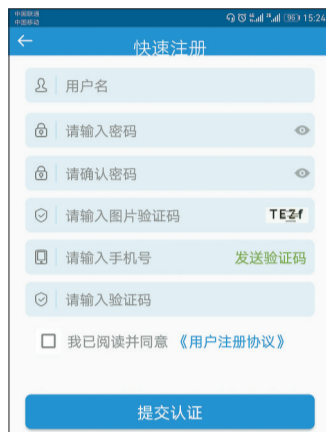 中国联通
中国移动
96 15:24
快速注册
用户名
请输入密码
请确认密码
请输入图片验证码 TEZf
请输入手机号 发送验证码
请输入验证码
我已阅读并同意 《用户注册协议》
提交认证